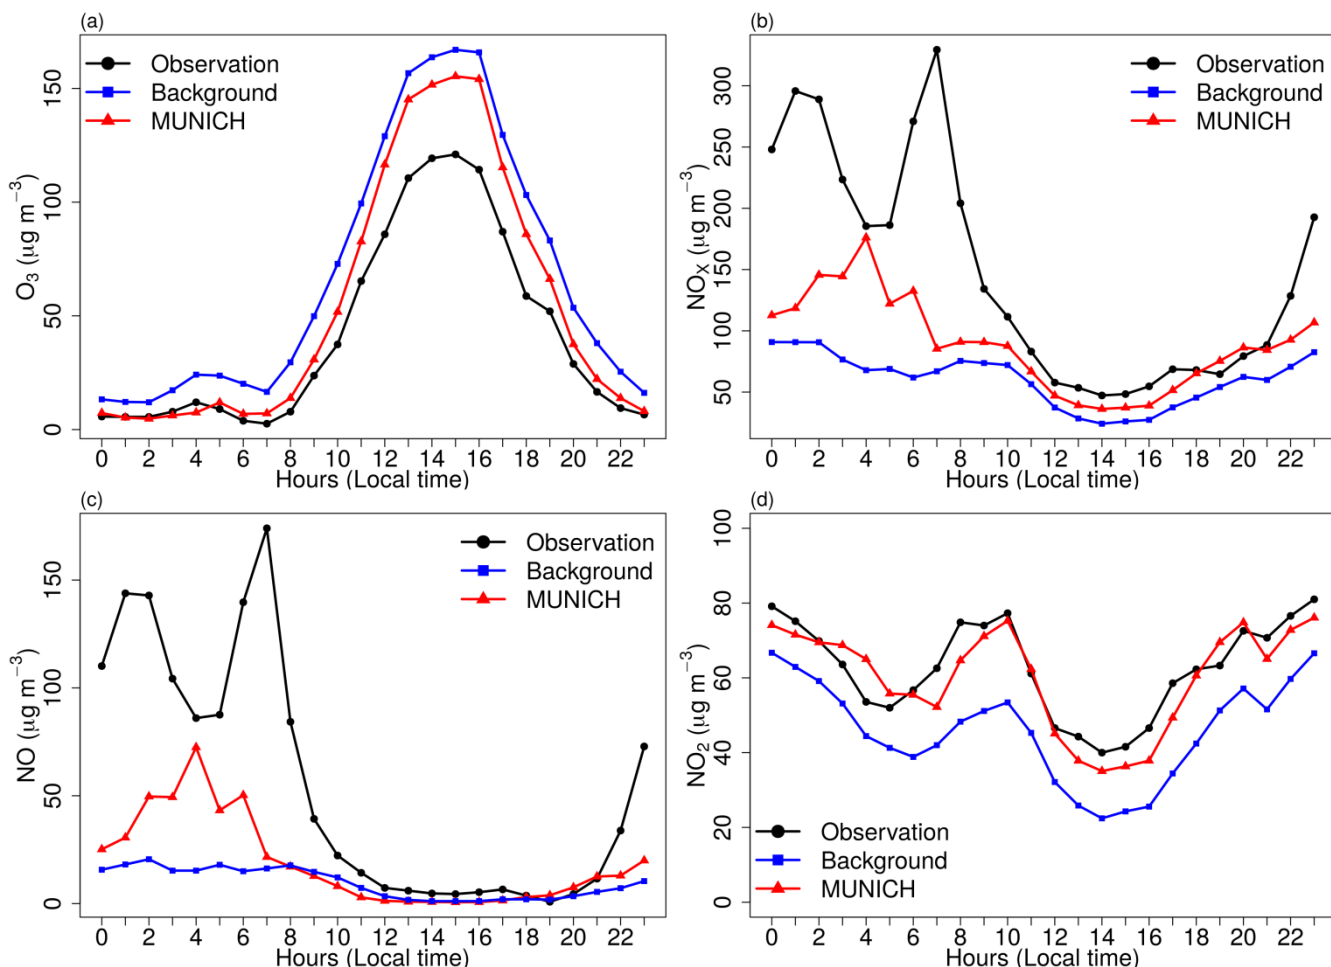 (a)
O₃ (µg m⁻³)
0 50 100 150
Observation
Background
MUNICH
0 2 4 6 8 10 12 14 16 18 20 22
Hours (Local time)
(b)
NOₓ (µg m⁻³)
50 100 150 200 250 300
Observation
Background
MUNICH
0 2 4 6 8 10 12 14 16 18 20 22
Hours (Local time)
(c)
NO (µg m⁻³)
0 50 100 150
Observation
Background
MUNICH
0 2 4 6 8 10 12 14 16 18 20 22
Hours (Local time)
(d)
NO₂ (µg m⁻³)
0 20 40 60 80 100
Observation
Background
MUNICH
0 2 4 6 8 10 12 14 16 18 20 22
Hours (Local time)